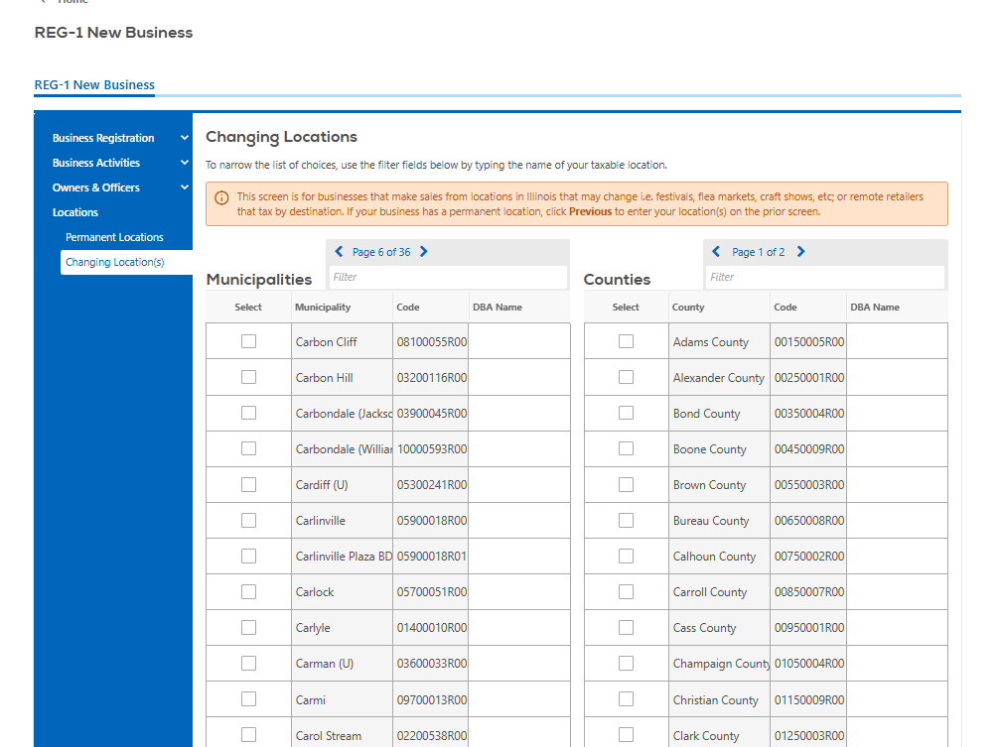 Home
REG-1 New Business
REG-1 New Business
Business Registration
Business Activities
Owners & Officers
Locations
Permanent Locations
Changing Location(s)
Changing Locations
To narrow the list of choices, use the filter fields below by typing the name of your taxable location.
This screen is for businesses that make sales from locations in Illinois that may change i.e. festivals, flea markets, craft shows, etc; or remote retailers
that tax by destination. If your business has a permanent location, click Previous to enter your location(s) on the prior screen.
Municipalities
Page 6 of 36
Filter
Select Municipality Code DBA Name
Carbon Cliff 08100055R00
Carbon Hill 03200116R00
Carbondale (Jackso 03900045R00
Carbondale (Williar 10000593R00
Cardiff (U) 05300241R00
Carlinville 05900018R00
Carlinville Plaza BD 05900018R01
Carlock 05700051R00
Carlyle 01400010R00
Carman (U) 03600033R00
Carmi 09700013R00
Carol Stream 02200538R00
Counties
Page 1 of 2
Filter
Select County Code DBA Name
Adams County 00150005R00
Alexander County 00250001R00
Bond County 00350004R00
Boone County 00450009R00
Brown County 00550003R00
Bureau County 00650008R00
Calhoun County 00750002R00
Carroll County 00850007R00
Cass County 00950001R00
Champaign County 01050004R00
Christian County 01150009R00
Clark County 01250003R00